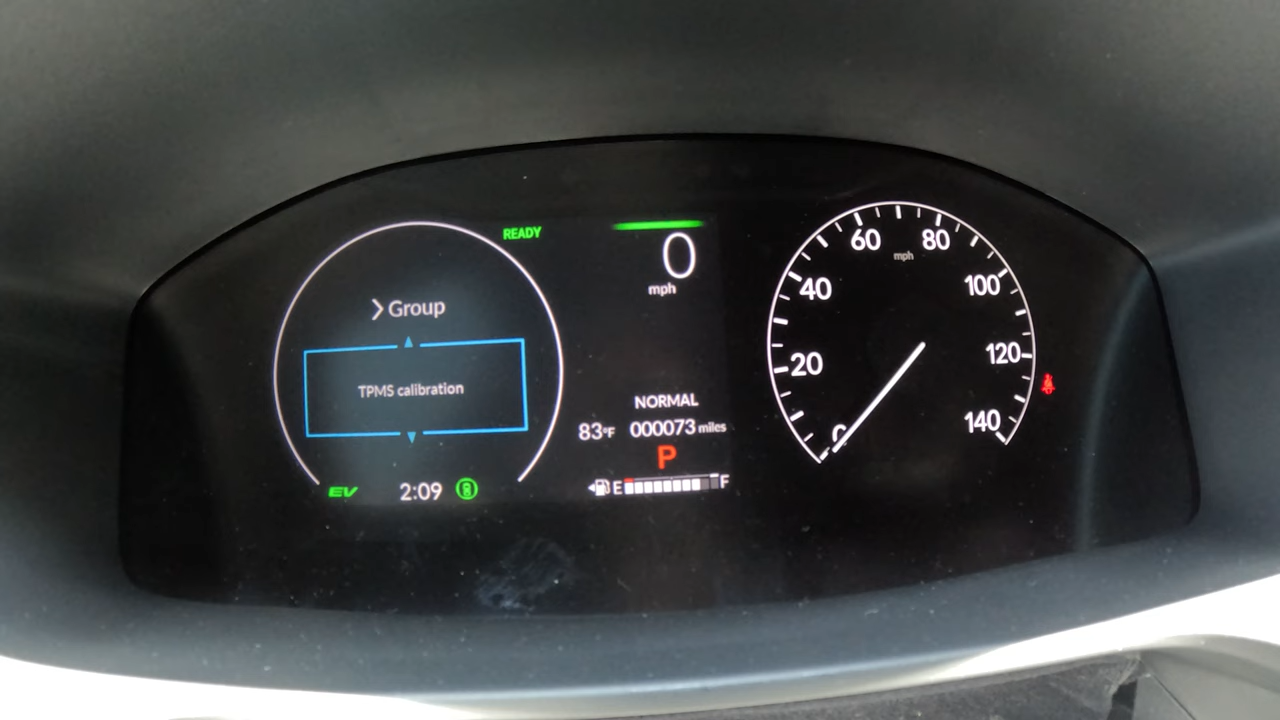 READY
0
mph
Group
TPMS calibration
NORMAL
83°F 000073 miles
P
E F
EV 2:09
0
20
40
60
80
100
120
140
mph